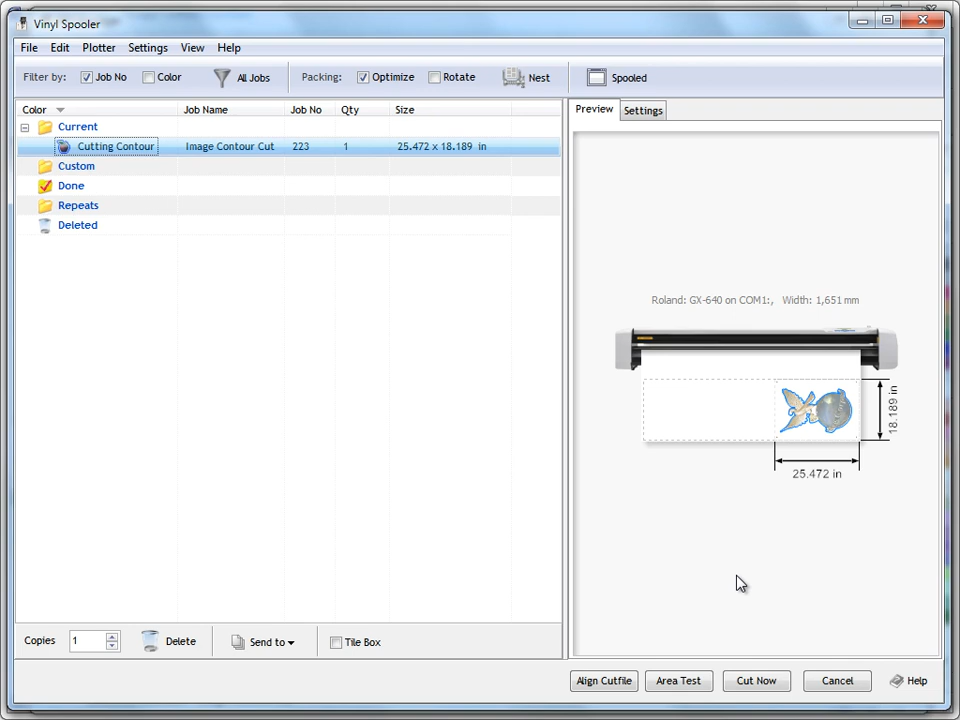 Vinyl Spooler
File Edit Plotter Settings View Help
Filter by: Job No Color All Jobs Packing: Optimize Rotate Nest Spooled
Color Job Name Job No Qty Size
Current
Cutting Contour Image Contour Cut 223 1 25.472 x 18.189 in
Custom
Done
Repeats
Deleted
Preview Settings
Roland: GX-640 on COM1:, Width: 1,651 mm
18.189 in
25.472 in
Copies 1 Delete Send to Tile Box
Align Cutfile Area Test Cut Now Cancel Help